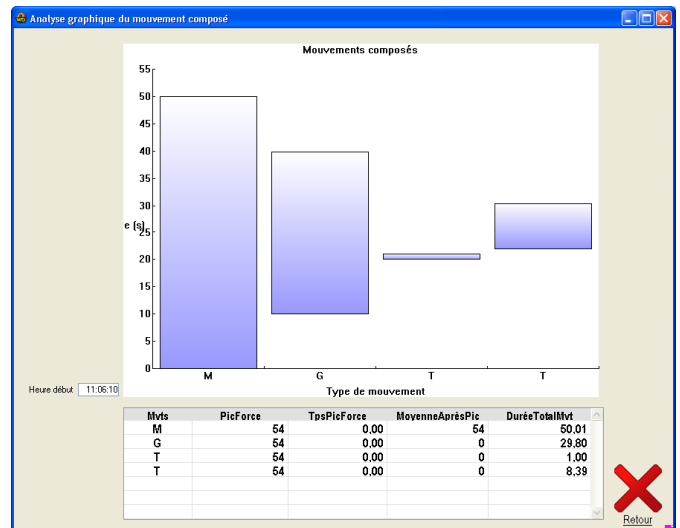 Analyse graphique du mouvement composé
Mouvements composés
55
50
45
40
35
30
e (s)
25
20
15
10
5
0
M G T T
Type de mouvement
Heure début 11:06:10
Mvts PicForce TpsPicForce MoyenneAprèsPic DuréeTotalMvt
M 54 0,00 54 50,01
G 54 0,00 0 29,80
T 54 0,00 0 1,00
T 54 0,00 0 8,39
Retour